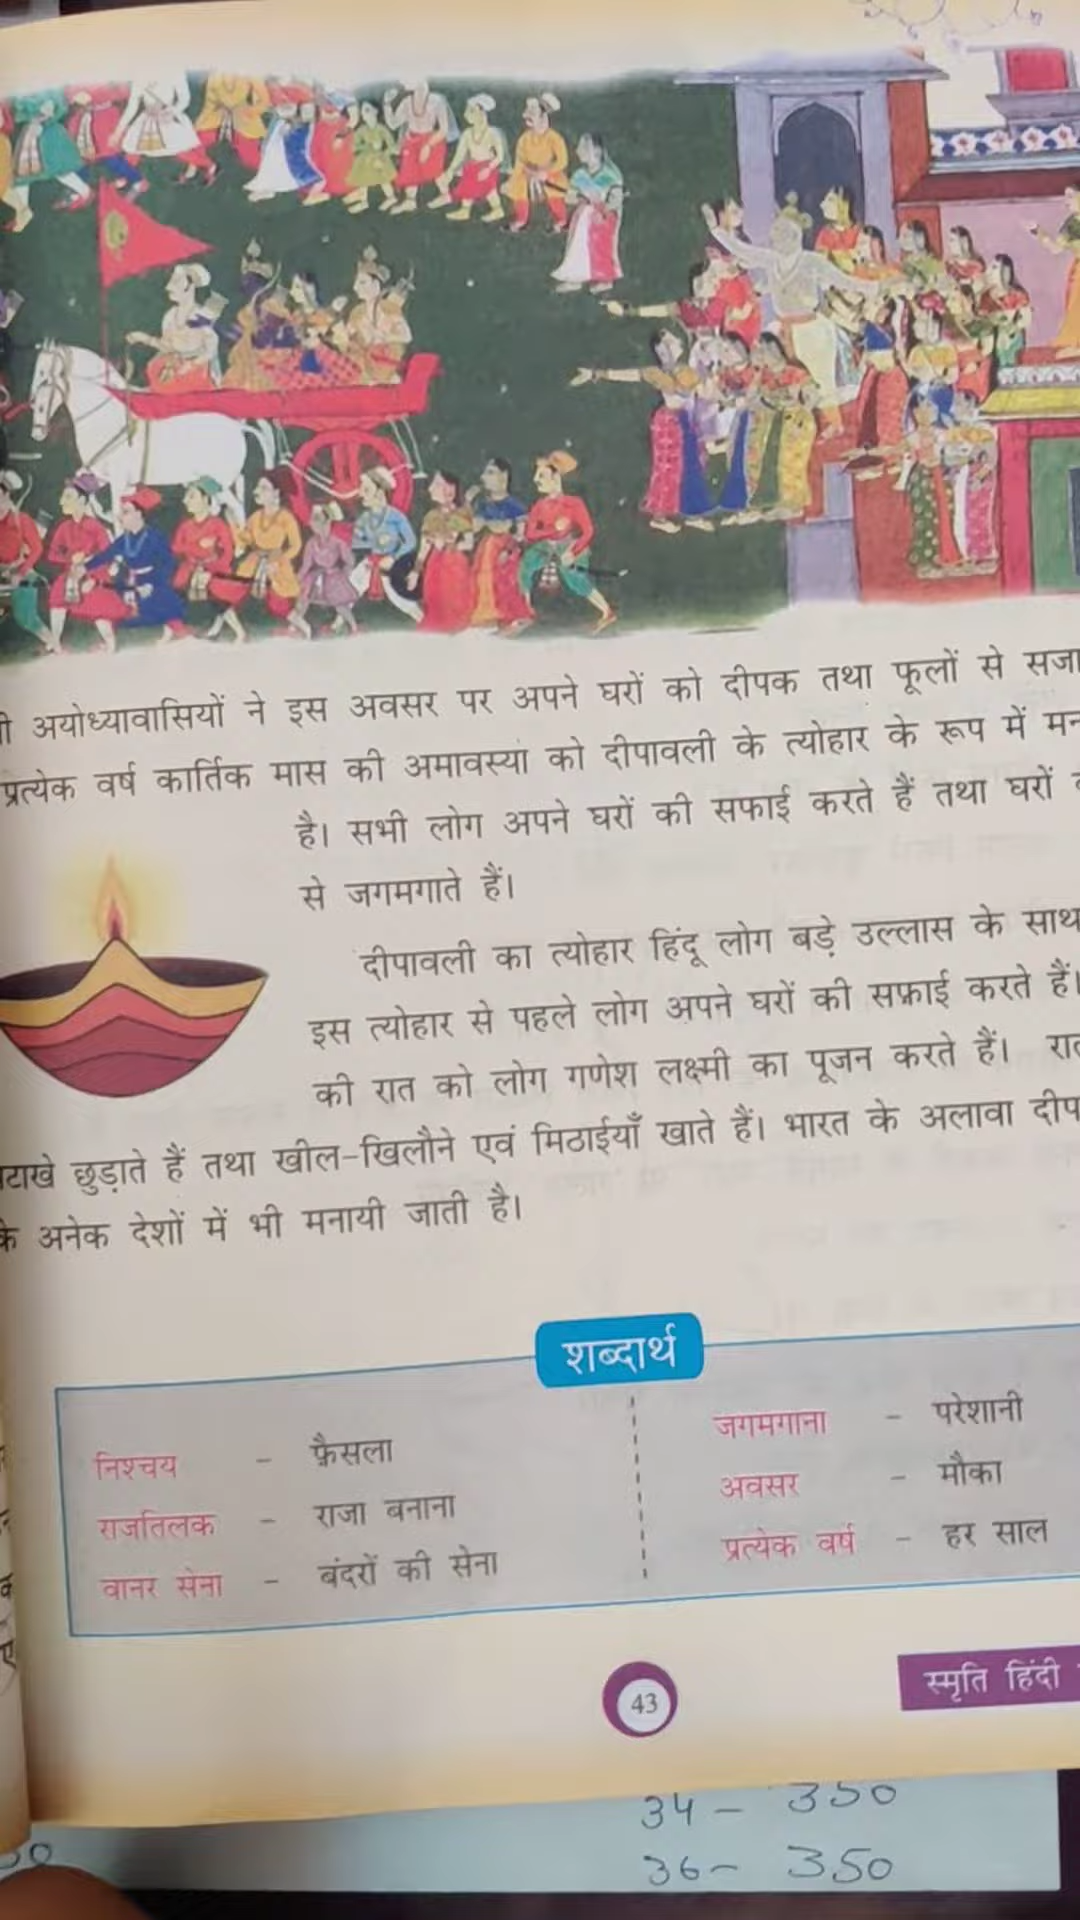 अयोध्यावासियों ने इस अवसर पर अपने घरों को दीपक तथा फूलों से सजा
प्रत्येक वर्ष कार्तिक मास की अमावस्या को दीपावली के त्योहार के रूप में मन
है। सभी लोग अपने घरों की सफाई करते हैं तथा घरों
से जगमगाते हैं।
दीपावली का त्योहार हिंदू लोग बड़े उल्लास के साथ
इस त्योहार से पहले लोग अपने घरों की सफ़ाई करते हैं।
की रात को लोग गणेश लक्ष्मी का पूजन करते हैं। रात
टाखे छुड़ाते हैं तथा खील-खिलौने एवं मिठाईयाँ खाते हैं। भारत के अलावा दीप
के अनेक देशों में भी मनायी जाती है।
शब्दार्थ
निश्चय - फ़ैसला
राजतिलक - राजा बनाना
वानर सेना - बंदरों की सेना
जगमगाना - परेशानी
अवसर - मौका
प्रत्येक वर्ष - हर साल
43
स्मृति हिंदी
34 - 350
36 - 350